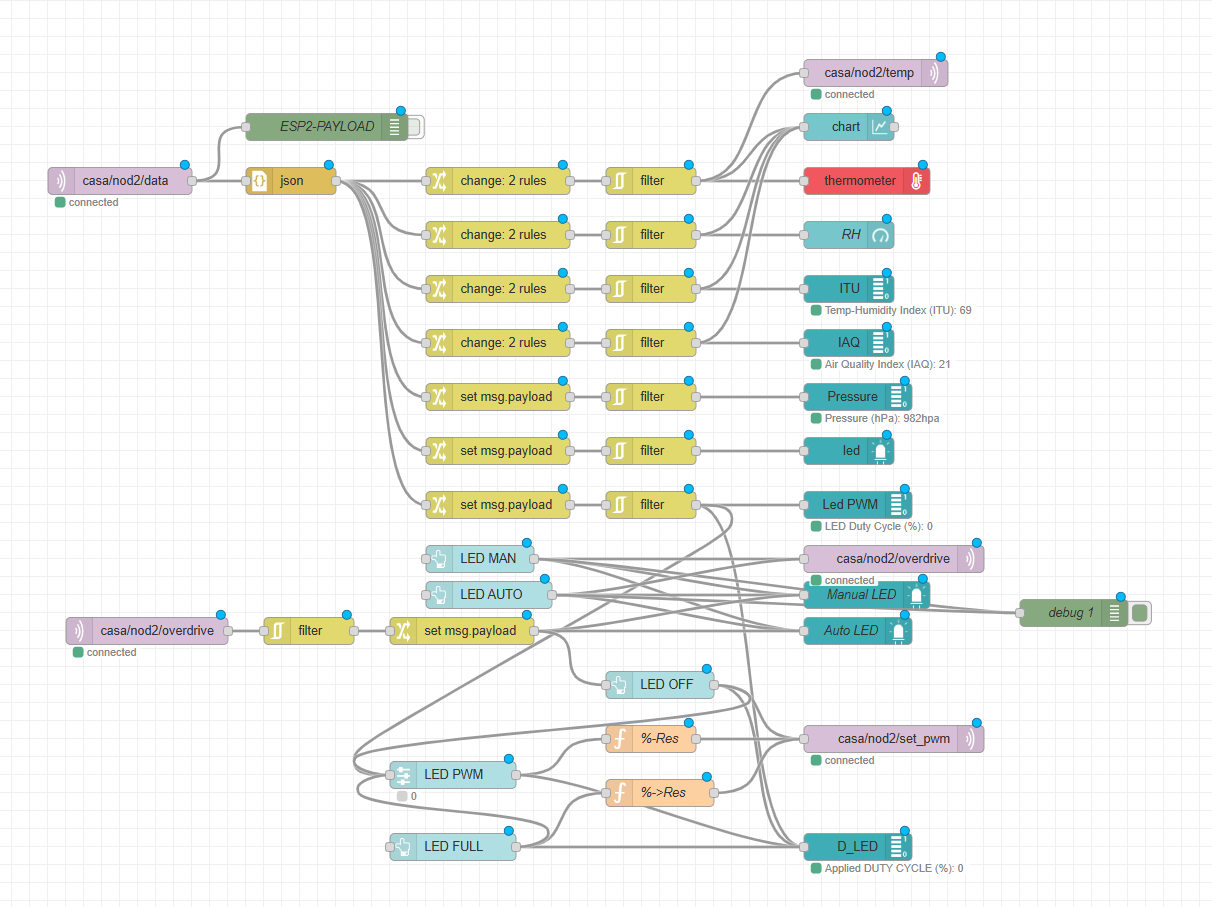 casa/nod2/temp
connected
ESP2-PAYLOAD
chart
casa/nod2/data
json
change: 2 rules
filter
thermometer
connected
change: 2 rules
filter
RH
change: 2 rules
filter
ITU
Temp-Humidity Index (ITU): 69
change: 2 rules
filter
IAQ
Air Quality Index (IAQ): 21
set msg.payload
filter
Pressure
Pressure (hPa): 982hpa
set msg.payload
filter
led
set msg.payload
filter
Led PWM
LED Duty Cycle (%): 0
LED MAN
casa/nod2/overdrive
connected
LED AUTO
Manual LED
debug 1
casa/nod2/overdrive
filter
set msg.payload
Auto LED
connected
LED OFF
%-Res
casa/nod2/set_pwm
connected
LED PWM
0
%->Res
LED FULL
D_LED
Applied DUTY CYCLE (%): 0